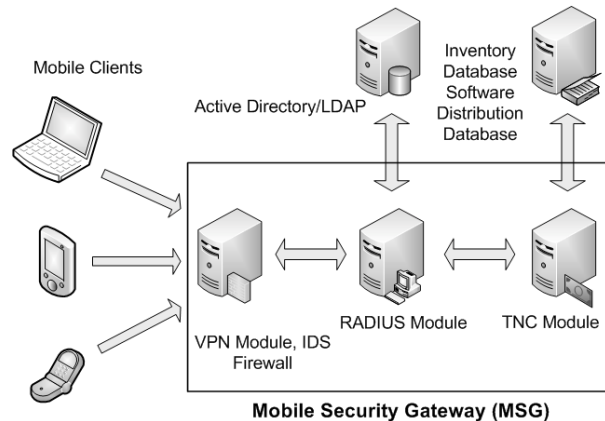 Mobile Clients
Active Directory/LDAP
Inventory
Database
Software
Distribution
Database
VPN Module, IDS
Firewall
RADIUS Module
TNC Module
Mobile Security Gateway (MSG)